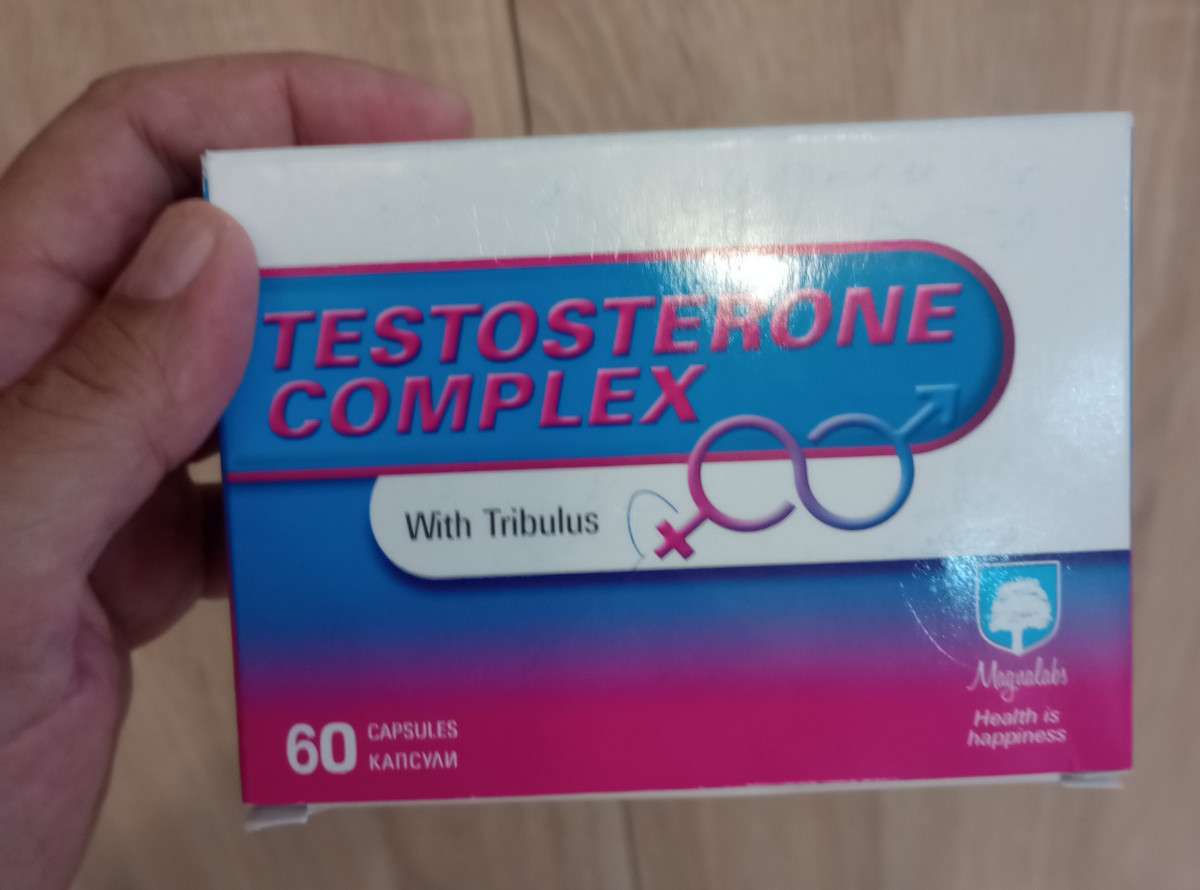 TESTOSTERONE
COMPLEX
With Tribulus
Magnalabs
Health is
happiness
60 CAPSULES
КАПСУЛИ